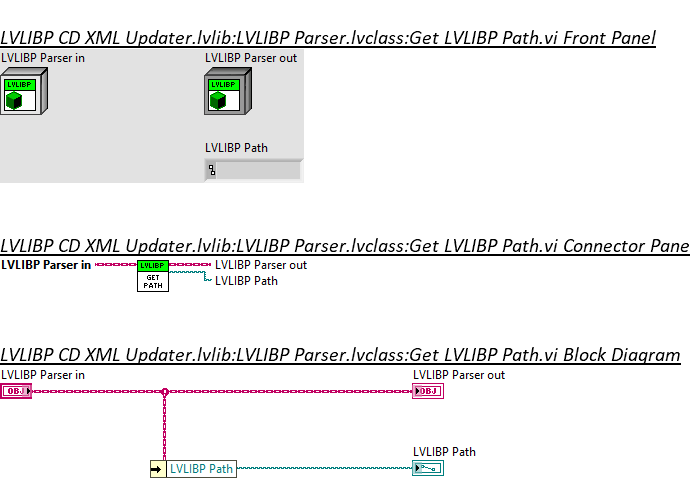 LVLIBP CD XML Updater.lvlib:LVLIBP Parser.lvclass:Get LVLIBP Path.vi Front Panel
LVLIBP Parser in LVLIBP Parser out
LVLIBP LVLIBP
LVLIBP Path
LVLIBP CD XML Updater.lvlib:LVLIBP Parser.lvclass:Get LVLIBP Path.vi Connector Pane
LVLIBP Parser in LVLIBP LVLIBP Parser out
GET LVLIBP Path
PATH
LVLIBP CD XML Updater.lvlib:LVLIBP Parser.lvclass:Get LVLIBP Path.vi Block Diagram
LVLIBP Parser in LVLIBP Parser out
OBJ OBJ
LVLIBP Path
LVLIBP Path